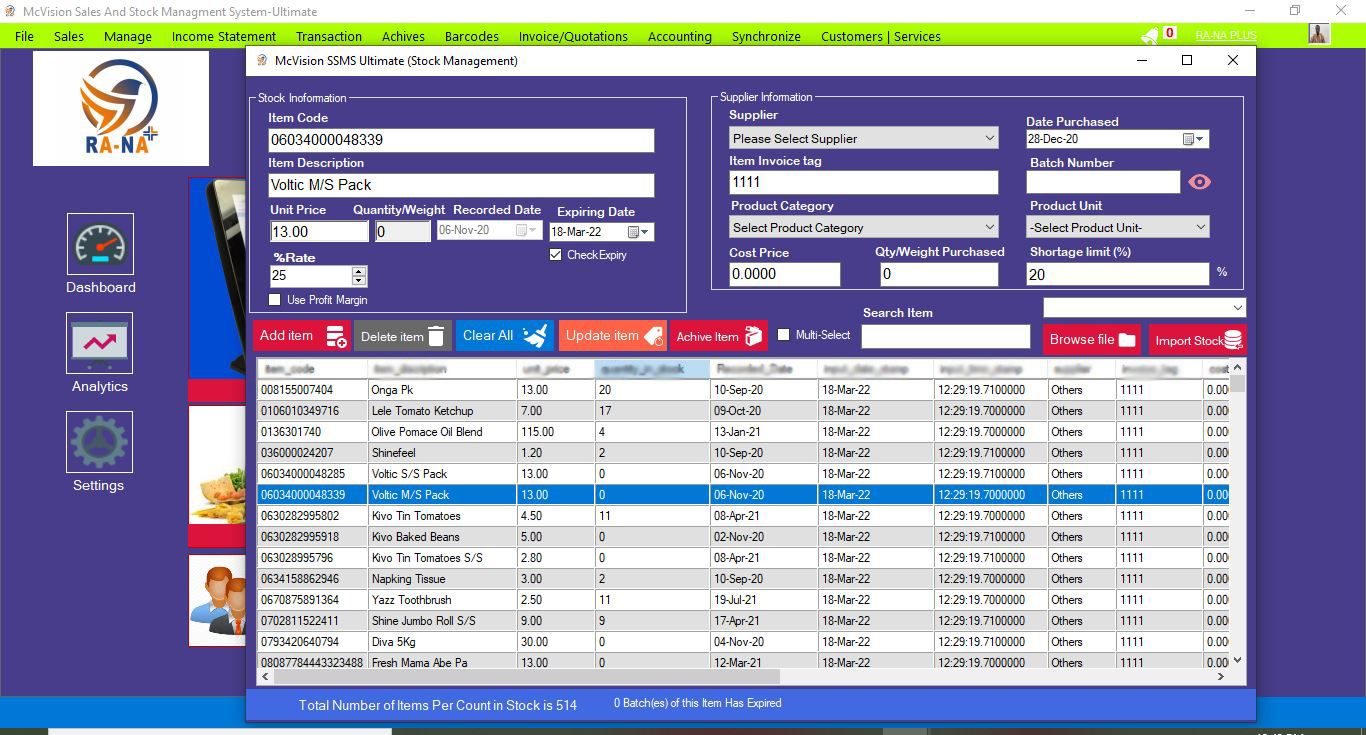 McVision Sales And Stock Managment System-Ultimate
File Sales Manage Income Statement Transaction Achives Barcodes Invoice/Quotations Accounting Synchronize Customers | Services 0 RA-NA PLUS
RA-NA
Dashboard
Analytics
Settings
McVision SSMS Ultimate (Stock Management)
Stock Inoformation
Item Code
06034000048339
Item Description
Voltic M/S Pack
Unit Price Quantity/Weight Recorded Date Expiring Date
13.00 0 06-Nov-20 18-Mar-22
CheckExpiry
%Rate
25
Use Profit Margin
Supplier Information
Supplier Date Purchased
Please Select Supplier 28-Dec-20
Item Invoice tag Batch Number
1111
Product Category Product Unit
Select Product Category -Select Product Unit-
Cost Price Qty/Weight Purchased Shortage limit (%)
0.0000 0 20 %
Search Item
Add item Delete item Clear All Update item Achive Item Multi-Select Browse file Import Stock
item_code item_discription unit_price quantity_in_stock Recorded_Date input_date_stamp input_time_stamp supplier invoice_tag cost
008155007404 Onga Pk 13.00 20 10-Sep-20 18-Mar-22 12:29:19.7100000 Others 1111 0.00
0106010349716 Lele Tomato Ketchup 7.00 17 09-Oct-20 18-Mar-22 12:29:19.7000000 Others 1111 0.00
0136301740 Olive Pomace Oil Blend 115.00 4 13-Jan-21 18-Mar-22 12:29:19.7000000 Others 1111 0.00
036000024207 Shinefeel 1.20 2 10-Sep-20 18-Mar-22 12:29:19.7100000 Others 1111 0.00
06034000048285 Voltic S/S Pack 13.00 0 06-Nov-20 18-Mar-22 12:29:19.7000000 Others 1111 0.00
06034000048339 Voltic M/S Pack 13.00 0 06-Nov-20 18-Mar-22 12:29:19.7000000 Others 1111 0.00
0630282995802 Kivo Tin Tomatoes 4.50 11 08-Apr-21 18-Mar-22 12:29:19.7000000 Others 1111 0.00
0630282995918 Kivo Baked Beans 5.00 0 02-Nov-20 18-Mar-22 12:29:19.7000000 Others 1111 0.00
063028995796 Kivo Tin Tomatoes S/S 2.80 0 08-Apr-21 18-Mar-22 12:29:19.7100000 Others 1111 0.00
0634158862946 Napking Tissue 3.00 2 10-Sep-20 18-Mar-22 12:29:19.7000000 Others 1111 0.00
0670875891364 Yazz Toothbrush 2.50 11 19-Jul-21 18-Mar-22 12:29:19.7000000 Others 1111 0.00
0702811522411 Shine Jumbo Roll S/S 9.00 9 17-Apr-21 18-Mar-22 12:29:19.7100000 Others 1111 0.00
0793420640794 Diva 5Kg 30.00 0 04-Nov-20 18-Mar-22 12:29:19.7100000 Others 1111 0.00
08087784443323488 Fresh Mama Abe Pa 13.00 0 12-Mar-21 18-Mar-22 12:29:19.7000000 Others 1111 0.00
Total Number of Items Per Count in Stock is 514 0 Batch(es) of this Item Has Expired